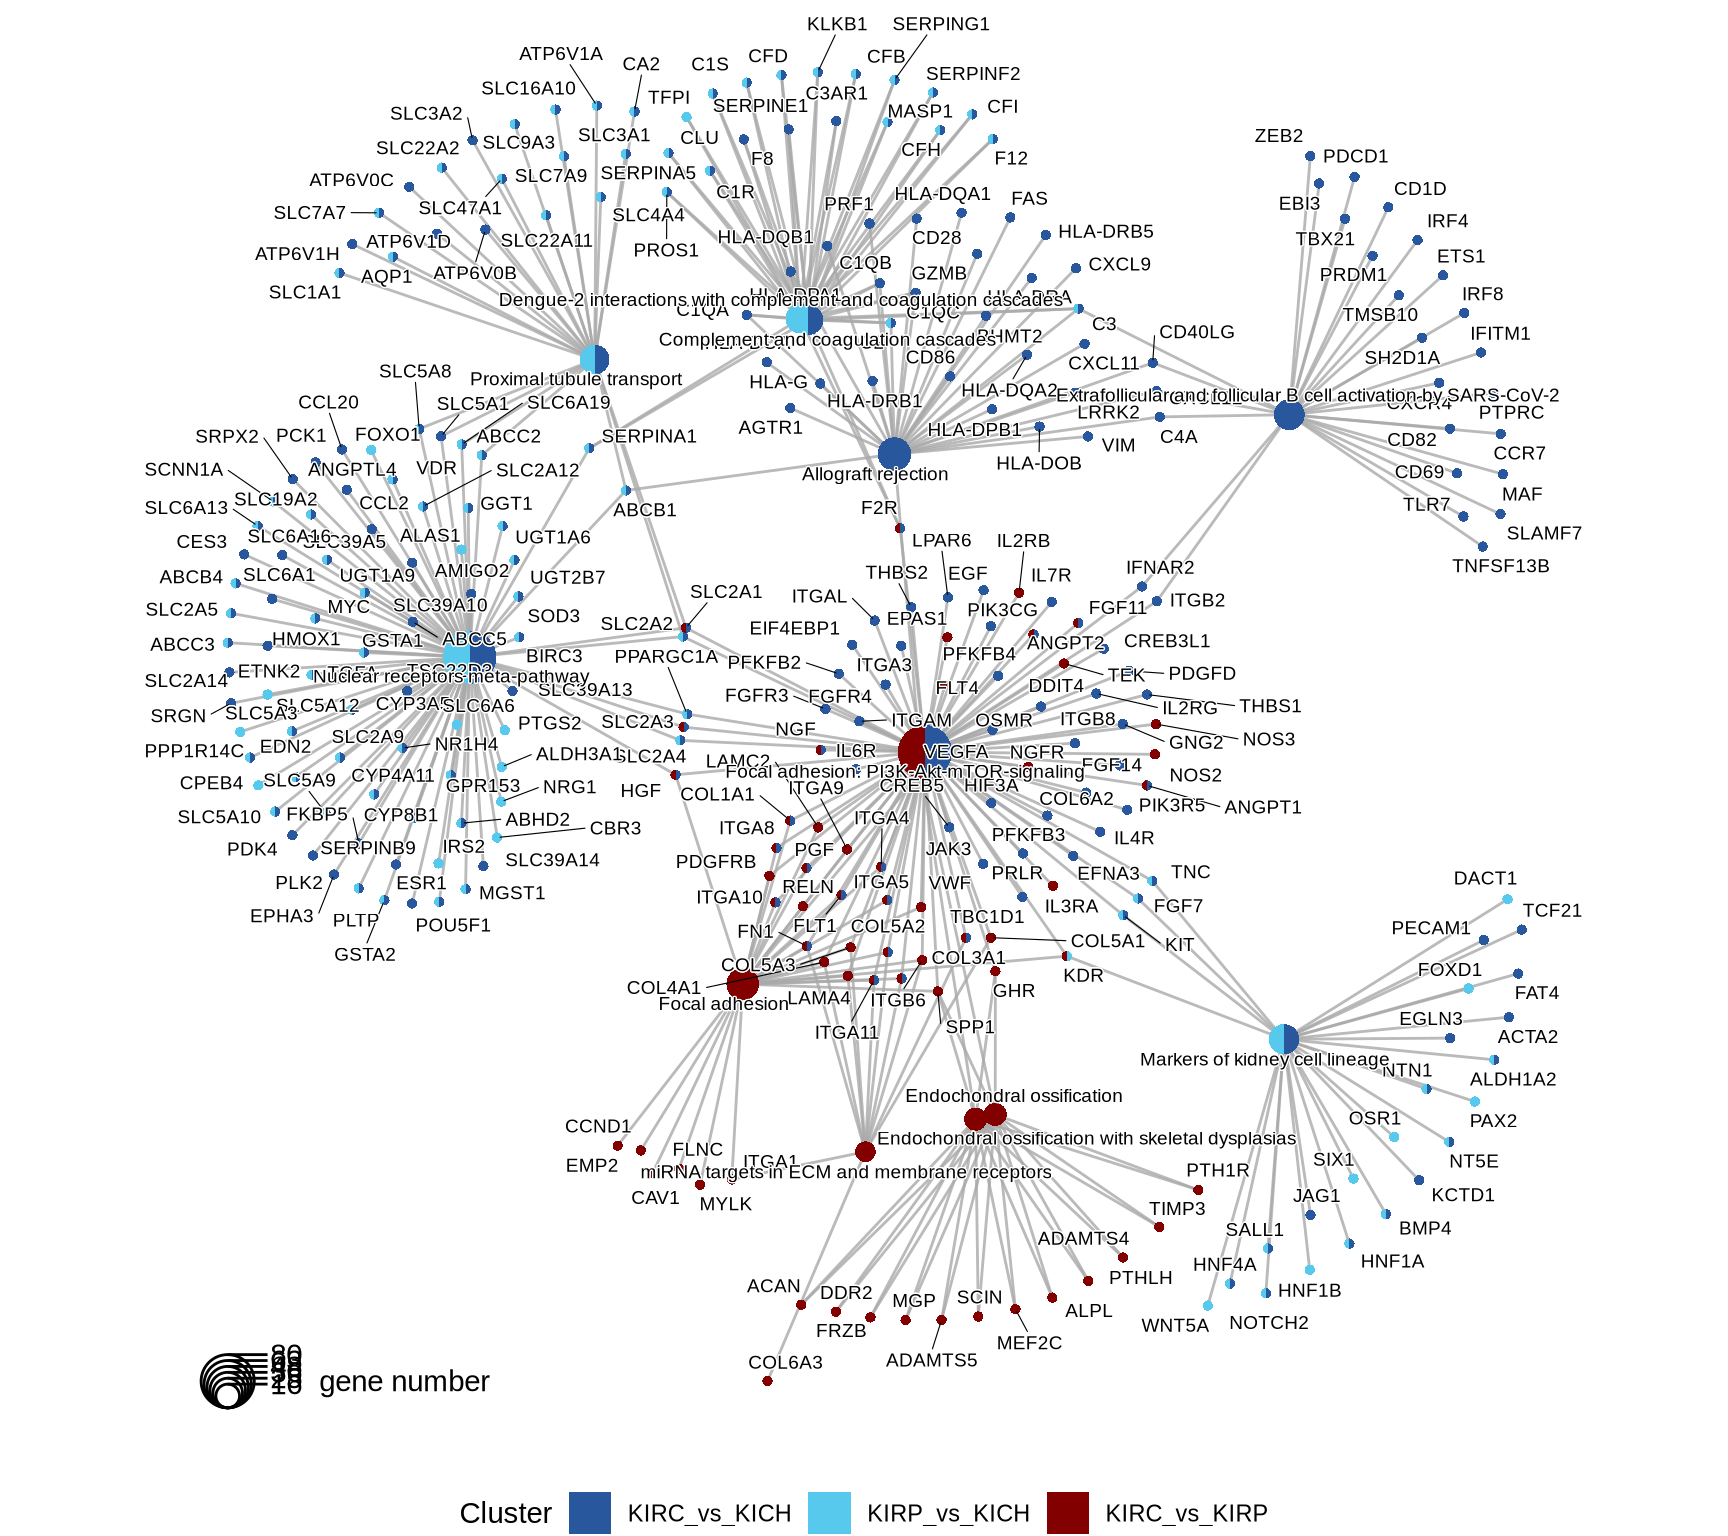 KLKB1 SERPING1
ATP6V1A CFD CFB
CA2 C1S SERPINF2
SLC16A10 TFPI C3AR1
SERPINE1 MASP1 CFI
SLC3A2 SLC9A3 SLC3A1 CLU
SLC22A2 F8 CFH F12
ATP6V0C SLC7A9 SERPINA5 C1R
SLC7A7 SLC47A1 SLC4A4 PRF1 HLA-DQA1 FAS
ATP6V1H ATP6V1D SLC22A11 PROS1 HLA-DQB1 CD28 HLA-DRB5
SLC1A1 AQP1 ATP6V0B C1QB GZMB CXCL9
ZEB2 PDCD1
EBI3 CD1D
TBX21 IRF4
PRDM1 ETS1
TMSB10 IRF8
SH2D1A IFITM1
HLA-DPA1
Dengue-2 interactions with complement and coagulation cascades
C1QA C1QC C3
Complement and coagulation cascades
CD86 CXCL11 CD40LG
Proximal tubule transport
HLA-G HLA-DRB1 HLA-DQA2
Extrafollicular and follicular B cell activation by SARS-CoV-2
AGTR1 HLA-DPB1 LRRK2 C4A VIM
HLA-DOB
CXCR4 PTPRC
CD82 CCR7
CD69 MAF
TLR7 SLAMF7
TNFSF13B
Allograft rejection
SLC5A8 SLC5A1 SLC6A19
CCL20 SERPINA1
SRPX2 PCK1 FOXO1 ABCC2
SCNN1A ANGPTL4 VDR SLC2A12
SLC6A13 SLC19A2 CCL2 GGT1 ABCB1
CES3 SLC6A16 SLC39A5 ALAS1 UGT1A6
ABCB4 SLC6A1 UGT1A9 AMIGO2 UGT2B7
SLC2A5 MYC SLC39A10 SOD3
ABCC3 HMOX1 GSTA1 ABCC5 BIRC3
SLC2A14 ETNK2
Nuclear receptors meta-pathway
SLC39A13
SRGN SLC5A3 SLC5A12 SLC6A6 PTGS2
PPP1R14C EDN2 SLC2A9 NR1H4 ALDH3A1
CPEB4 SLC5A9 CYP4A11 GPR153 NRG1
SLC5A10 FKBP5 CYP8B1 ABHD2 CBR3
PDK4 SERPINB9 IRS2 SLC39A14
PLK2 ESR1 MGST1
EPHA3 PLTP POU5F1
GSTA2
F2R
LPAR6 IL2RB
THBS2 EGF IL7R IFNAR2
SLC2A1 ITGAL PIK3CG FGF11 ITGB2
SLC2A2 EIF4EBP1 EPAS1 ANGPT2 CREB3L1
PPARGC1A PFKFB2 ITGA3 PFKFB4 TEK PDGFD
FGFR3 FGFR4 FLT4 DDIT4 IL2RG THBS1
SLC2A3 NGF ITGAM OSMR ITGB8 GNG2 NOS3
SLC2A4 LAMC2 IL6R VEGFA NGFR FGF14 NOS2
Focal adhesion: PI3K-Akt-mTOR-signaling
HGF COL1A1 ITGA9 CREB5 HIF3A COL6A2 PIK3R5 ANGPT1
ITGA8 ITGA4 PFKFB3 IL4R
PDGFRB PGF JAK3 PRLR EFNA3 TNC
ITGA10 RELN ITGA5 VWF IL3RA FGF7
FN1 FLT1 COL5A2 TBC1D1 COL5A1 KIT
COL5A3 COL3A1 KDR
COL4A1 LAMA4 ITGB6 GHR
Focal adhesion
ITGA11 SPP1
DACT1
PECAM1 TCF21
FOXD1 FAT4
EGLN3 ACTA2
Markers of kidney cell lineage
NTN1 ALDH1A2
OSR1 PAX2
SIX1 NT5E
JAG1 KCTD1
SALL1 BMP4
HNF4A HNF1A
HNF1B
WNT5A NOTCH2
Endochondral ossification
Endochondral ossification with skeletal dysplasias
CCND1 FLNC ITGA1
EMP2
miRNA targets in ECM and membrane receptors
CAV1 MYLK
PTH1R
TIMP3
ADAMTS4
PTHLH
ACAN DDR2 MGP SCIN ALPL
FRZB MEF2C
COL6A3 ADAMTS5
80
10
gene number
Cluster KIRC_vs_KICH KIRP_vs_KICH KIRC_vs_KIRP